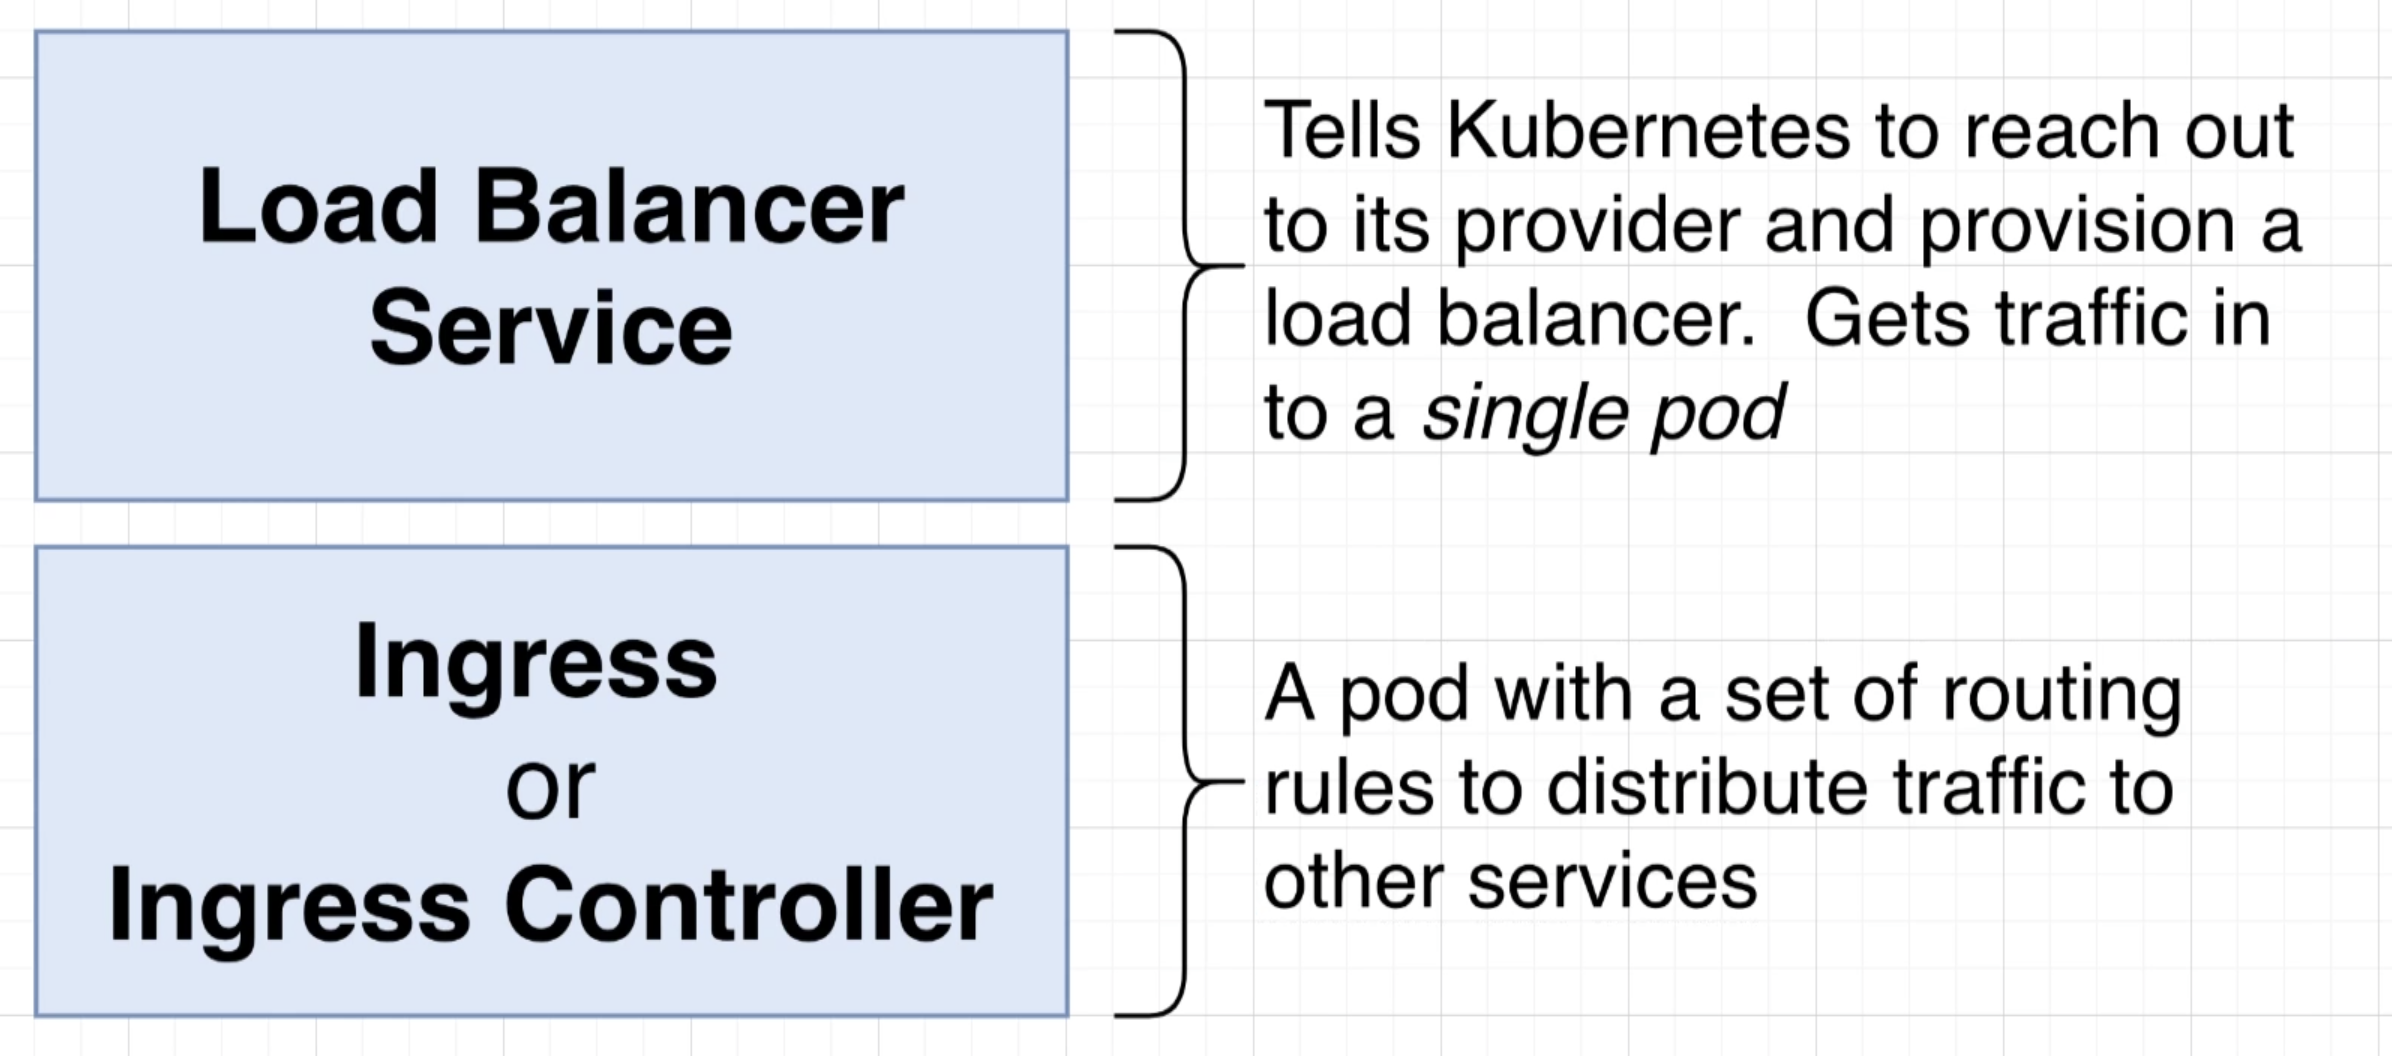 Load Balancer
Service
Tells Kubernetes to reach out
to its provider and provision a
load balancer.  Gets traffic in
to a single pod
Ingress
or
Ingress Controller
A pod with a set of routing
rules to distribute traffic to
other services